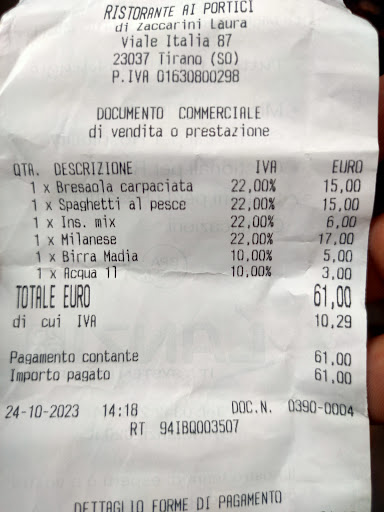 RISTORANTE AI PORTICI
di Zaccarini Laura
Viale Italia 87
23037 Tirano (SO)
P.IVA 01630800298
DOCUMENTO COMMERCIALE
di vendita o prestazione
QTA. DESCRIZIONE IVA EURO
1 x Bresaola carpaciata 22,00% 15,00
1 x Spaghetti al pesce 22,00% 15,00
1 x Ins. mix 22,00% 6,00
1 x Milanese 22,00% 17,00
1 x Birra Madia 10,00% 5,00
1 x Acqua 1l 10,00% 3,00
TOTALE EURO 61,00
di cui IVA 10,29
Pagamento contante 61,00
Importo pagato 61,00
24-10-2023 14:18 DOC.N. 0390-0004
RT 94IBQ003507
DETTAGLIO FORME DI PAGAMENTO